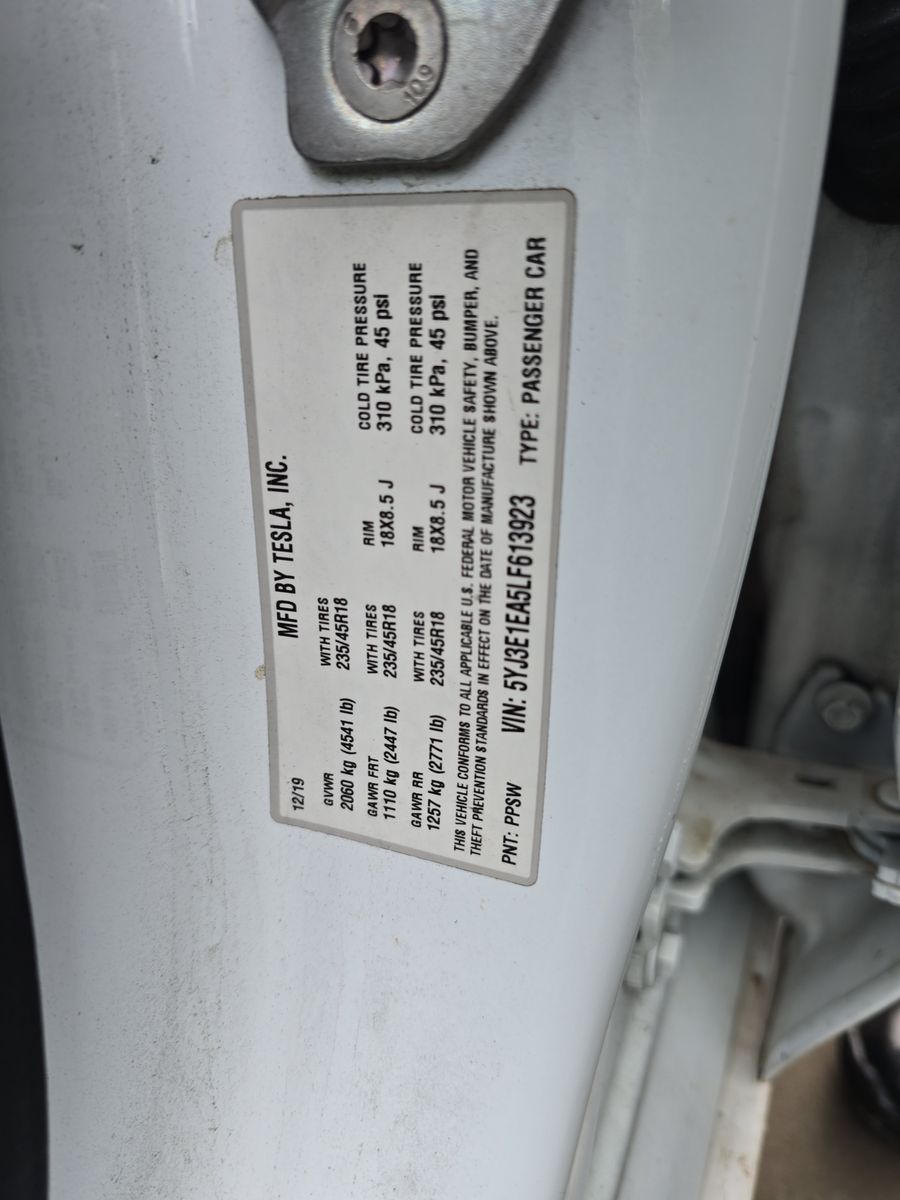 10.9
MFD BY TESLA, INC.
12/19
GVWR WITH TIRES
2060 kg (4541 lb) 235/45R18
GAWR FRT WITH TIRES RIM COLD TIRE PRESSURE
1110 kg (2447 lb) 235/45R18 18X8.5 J 310 kPa, 45 psi
GAWR RR WITH TIRES RIM COLD TIRE PRESSURE
1257 kg (2771 lb) 235/45R18 18X8.5 J 310 kPa, 45 psi
THIS VEHICLE CONFORMS TO ALL APPLICABLE U.S. FEDERAL MOTOR VEHICLE SAFETY, BUMPER, AND
THEFT PREVENTION STANDARDS IN EFFECT ON THE DATE OF MANUFACTURE SHOWN ABOVE.
PNT: PPSW VIN: 5YJ3E1EA5LF613923 TYPE: PASSENGER CAR